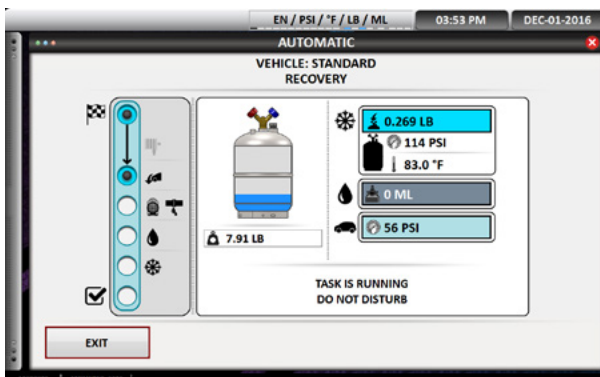 EN / PSI / °F / LB / ML
03:53 PM
DEC-01-2016
AUTOMATIC
VEHICLE: STANDARD
RECOVERY
0.269 LB
114 PSI
83.0 °F
0 ML
56 PSI
7.91 LB
TASK IS RUNNING
DO NOT DISTURB
EXIT